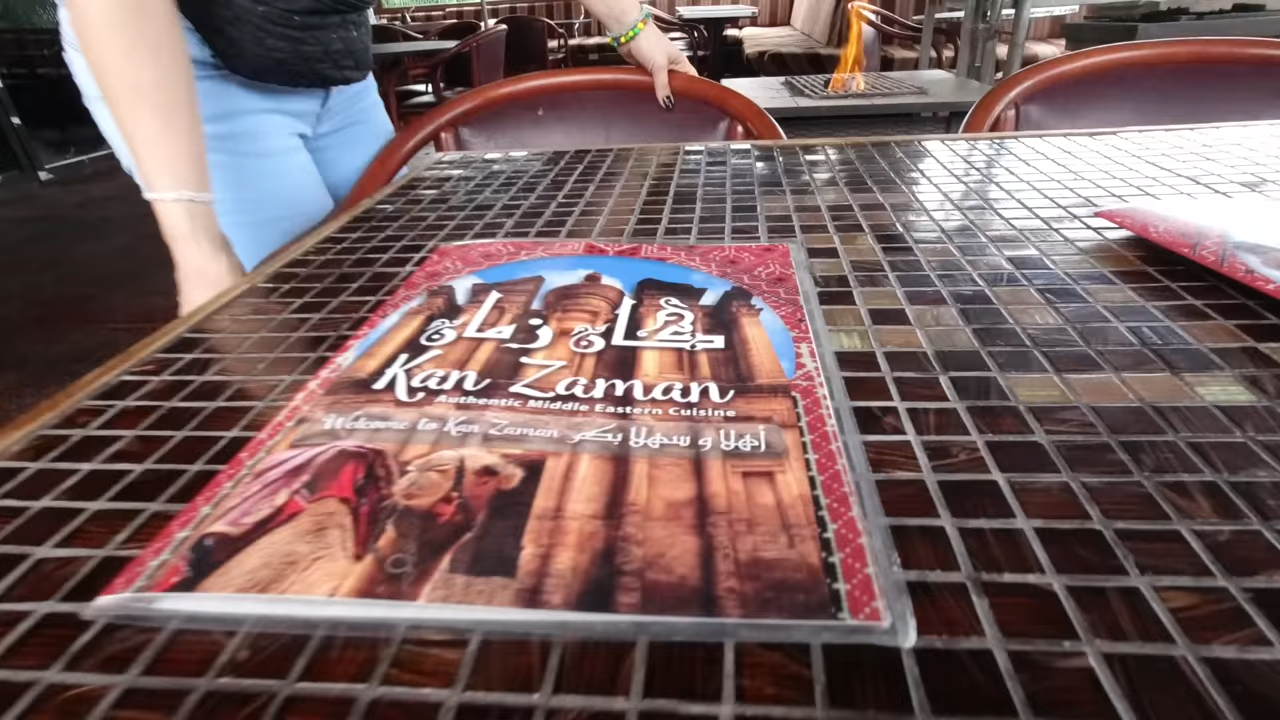 كان زمان
Kan Zaman
Authentic Middle Eastern Cuisine
Welcome to Kan Zaman أهلا و سهلا بكم